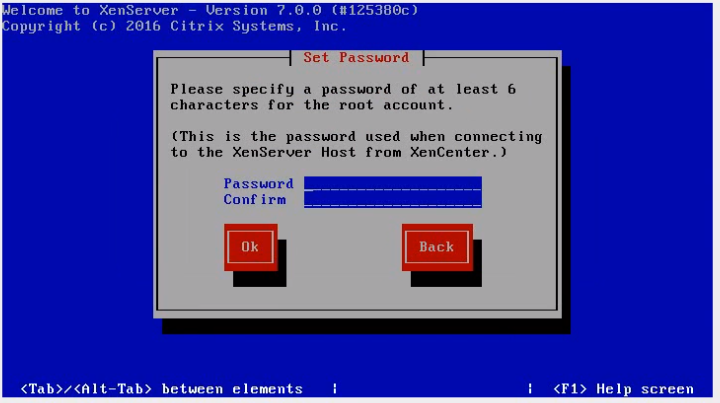 Welcome to XenServer - Version 7.0.0 (#125380c)
Copyright (c) 2016 Citrix Systems, Inc.
Set Password
Please specify a password of at least 6
characters for the root account.
(This is the password used when connecting
to the XenServer Host from XenCenter.)
Password
Confirm
Ok
Back
<Tab>/<Alt-Tab> between elements | | <F1> Help screen